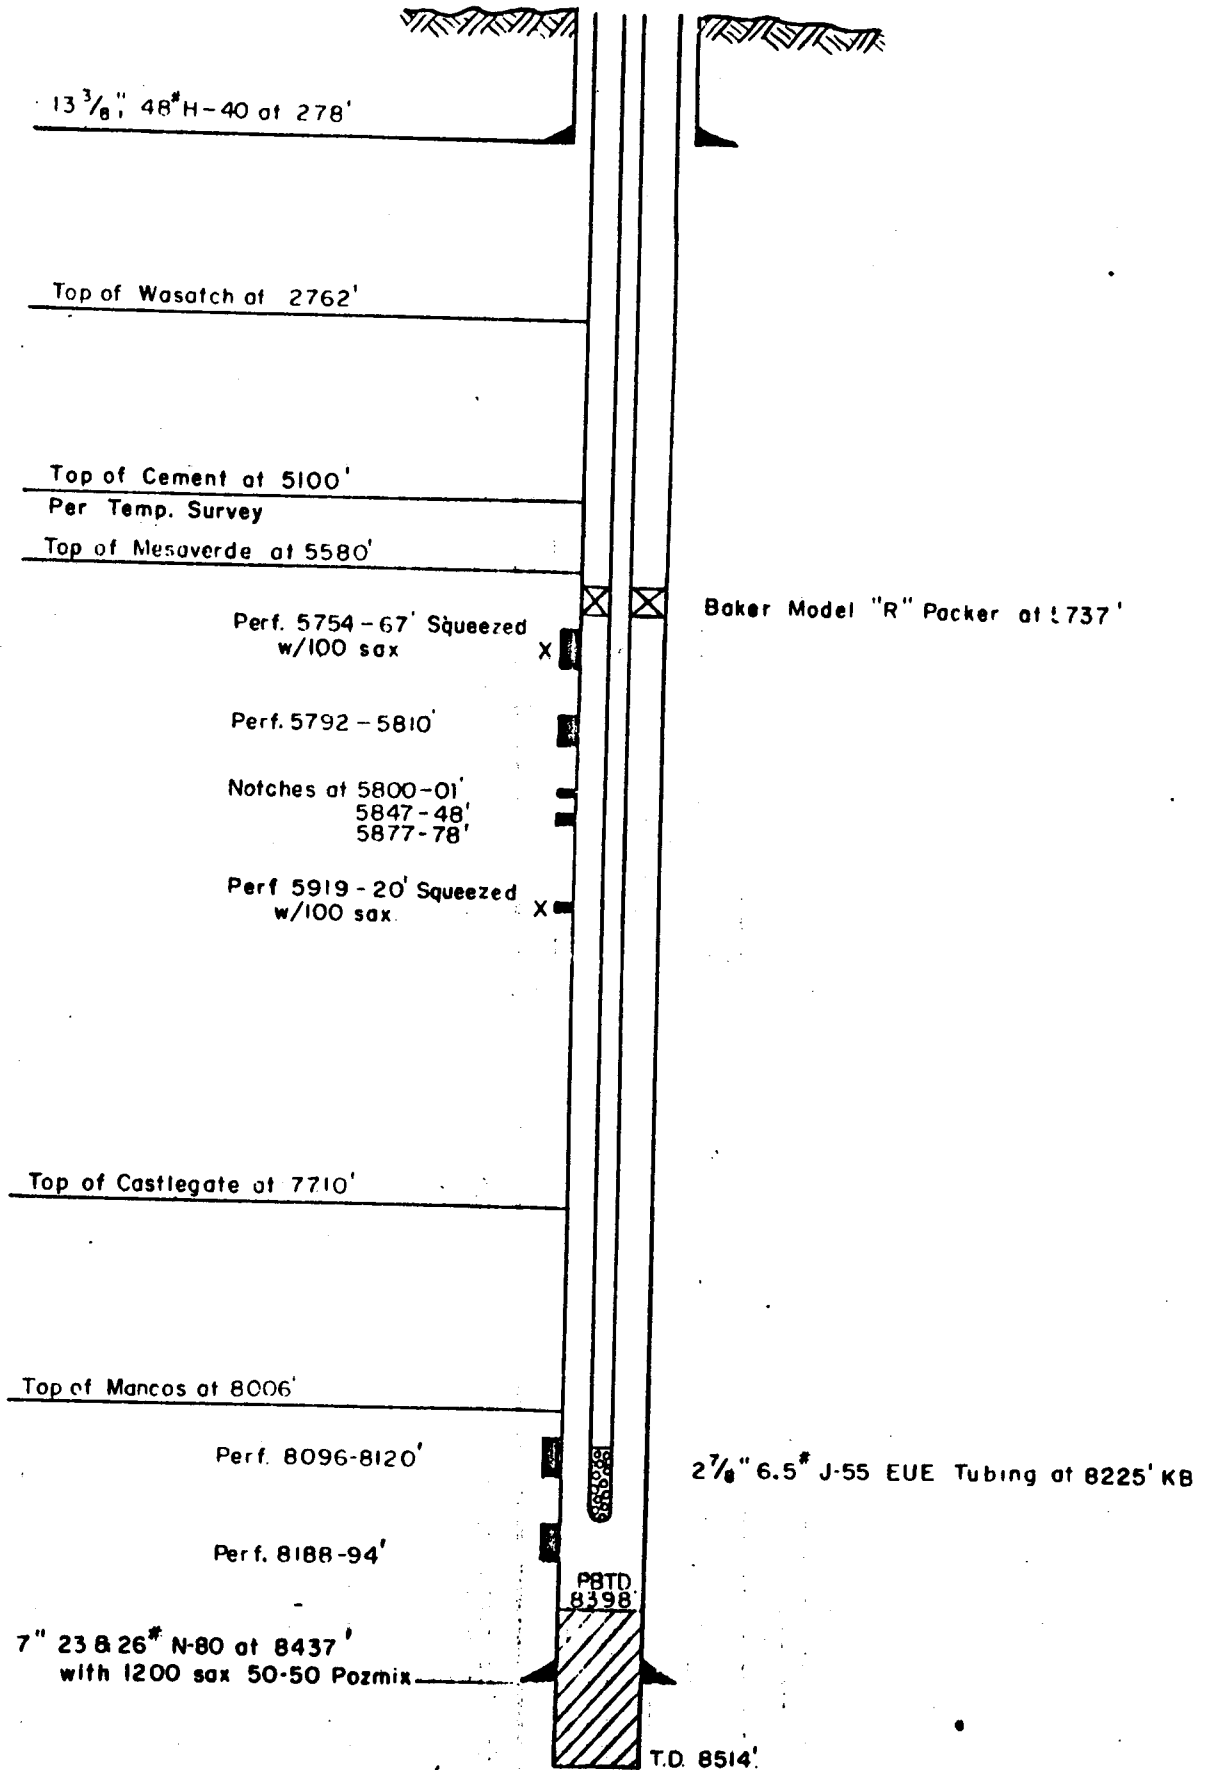 13 3/8", 48# H-40 at 278'
Top of Wasatch at 2762'
Top of Cement at 5100'
Per Temp. Survey
Top of Mesaverde at 5580'
Baker Model "R" Packer at 737'
Perf. 5754-67' Squeezed
w/100 sax
X
Perf. 5792-5810'
Notches at 5800-01'
5847-48'
5877-78'
Perf 5919-20' Squeezed
w/100 sax
X
Top of Castlegate at 7710'
Top of Mancos at 8006'
Perf. 8096-8120'
2 7/8" 6.5# J-55 EUE Tubing at 8225' KB
Perf. 8188-94'
PBTD
8398
7" 23 & 26# N-80 at 8437'
with 1200 sax 50-50 Pozmix
T.D. 8514'